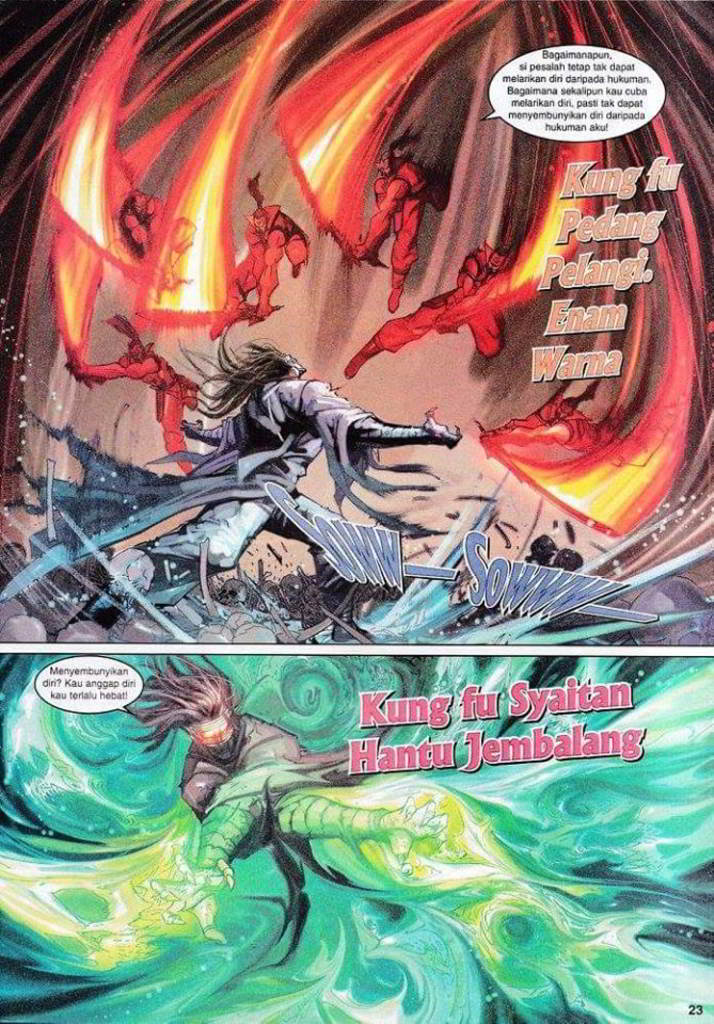 Bagaimanapun,
si pesalah tetap tak dapat
melarikan diri daripada hukuman.
Bagaimana sekalipun kau cuba
melarikan diri, pasti tak dapat
menyembunyikan diri daripada
hukuman aku!
Kung fu
Pedang
Pelangi.
Enam
Warna
SOWW—
SOWWW—
Menyembunyikan
diri? Kau anggap diri
kau terlalu hebat!
Kung fu Syaitan
Hantu Jembalang
23